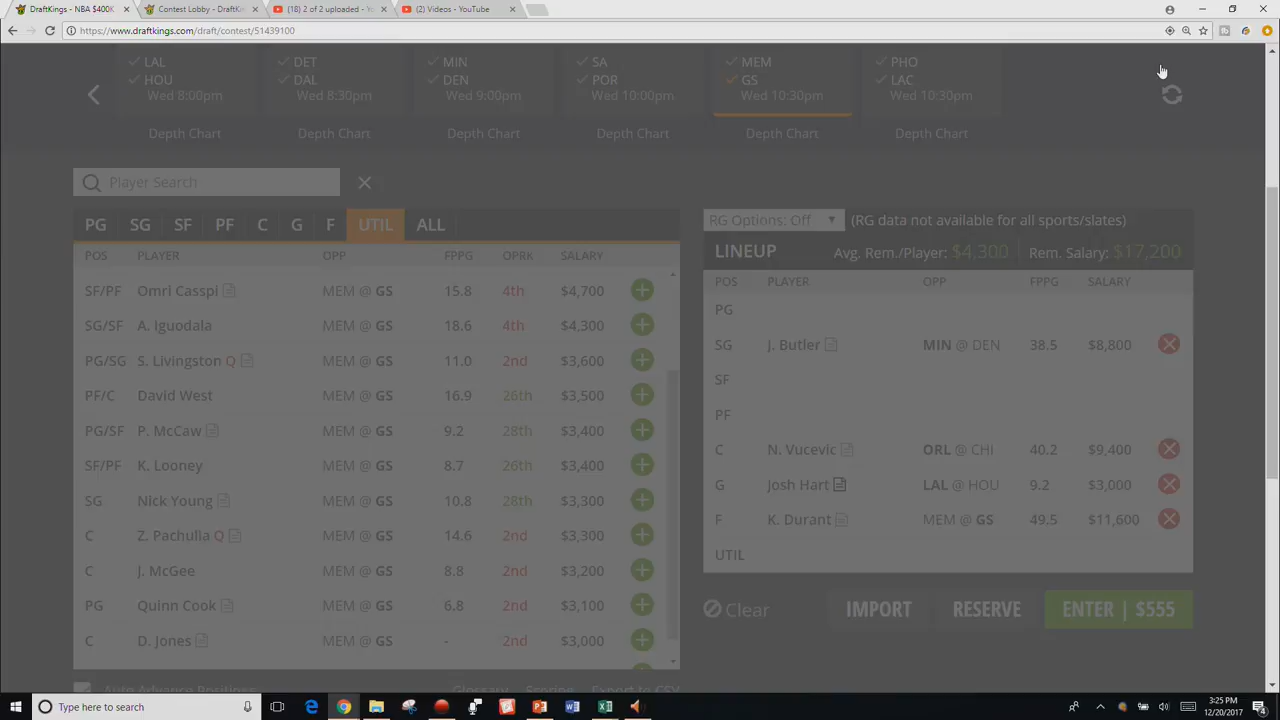 DraftKings - NBA $400K
Contest Lobby - DraftKin
(18) 2 of 2 uploaded - Yo
(2) Videos - YouTube
https://www.draftkings.com/draft/contest/51439100
LAL DET MIN SA MEM PHO
HOU DAL DEN POR GS LAC
Wed 8:00pm Wed 8:30pm Wed 9:00pm Wed 10:00pm Wed 10:30pm Wed 10:30pm
Depth Chart Depth Chart Depth Chart Depth Chart Depth Chart Depth Chart
Player Search
PG SG SF PF C G F UTIL ALL
POS PLAYER OPP FPPG OPRK SALARY
SF/PF Omri Casspi MEM @ GS 15.8 4th $4,700
SG/SF A. Iguodala MEM @ GS 18.6 4th $4,300
PG/SG S. Livingston Q MEM @ GS 11.0 2nd $3,600
PF/C David West MEM @ GS 16.9 26th $3,500
PG/SF P. McCaw MEM @ GS 9.2 28th $3,400
SF/PF K. Looney MEM @ GS 8.7 26th $3,400
SG Nick Young MEM @ GS 10.8 28th $3,300
C Z. Pachulia Q MEM @ GS 14.6 2nd $3,300
C J. McGee MEM @ GS 8.8 2nd $3,200
PG Quinn Cook MEM @ GS 6.8 2nd $3,100
C D. Jones MEM @ GS - 2nd $3,000
Auto Advance Positions Glossary Scoring Export to CSV
RG Options: Off (RG data not available for all sports/slates)
LINEUP Avg. Rem./Player: $4,300 Rem. Salary: $17,200
POS PLAYER OPP FPPG SALARY
PG
SG J. Butler MIN @ DEN 38.5 $8,800
SF
PF
C N. Vucevic ORL @ CHI 40.2 $9,400
G Josh Hart LAL @ HOU 9.2 $3,000
F K. Durant MEM @ GS 49.5 $11,600
UTIL
Clear IMPORT RESERVE ENTER | $555
Type here to search
3:25 PM
12/20/2017